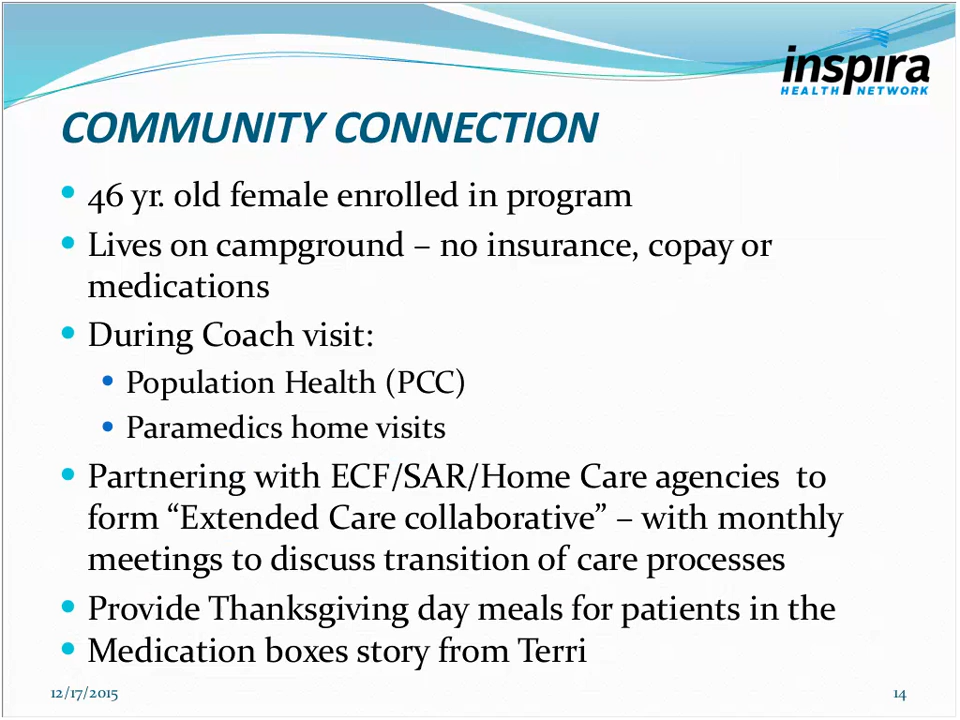 inspira
HEALTH NETWORK
COMMUNITY CONNECTION
• 46 yr. old female enrolled in program
• Lives on campground – no insurance, copay or
medications
• During Coach visit:
• Population Health (PCC)
• Paramedics home visits
• Partnering with ECF/SAR/Home Care agencies  to
form “Extended Care collaborative” – with monthly
meetings to discuss transition of care processes
• Provide Thanksgiving day meals for patients in the
• Medication boxes story from Terri
12/17/2015
14